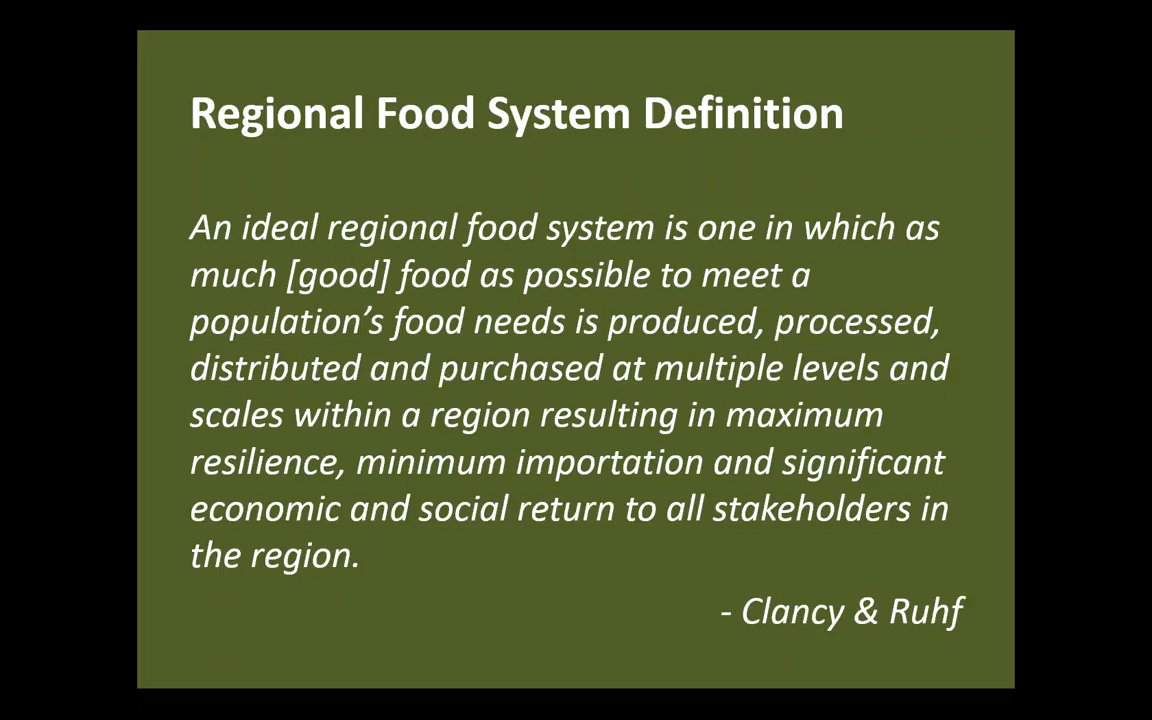 Regional Food System Definition
An ideal regional food system is one in which as
much [good] food as possible to meet a
population’s food needs is produced, processed,
distributed and purchased at multiple levels and
scales within a region resulting in maximum
resilience, minimum importation and significant
economic and social return to all stakeholders in
the region.
- Clancy & Ruhf